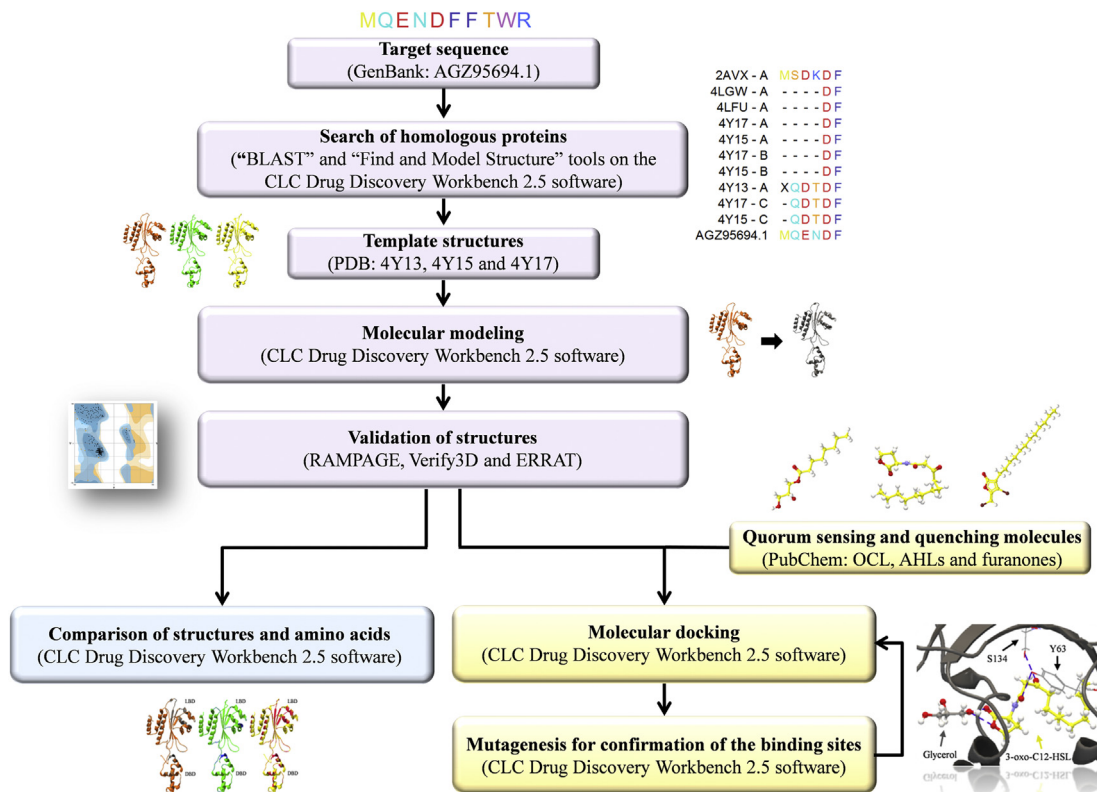 MQENDFFTWR
Target sequence
(GenBank: AGZ95694.1)
Search of homologous proteins
(“BLAST” and “Find and Model Structure” tools on the
CLC Drug Discovery Workbench 2.5 software)
2AVX - A MSDKDF
4LGW - A ----DF
4LFU - A ----DF
4Y17 - A ----DF
4Y15 - A ----DF
4Y17 - B ----DF
4Y15 - B ----DF
4Y13 - A XQDTDF
4Y17 - C -QDTDF
4Y15 - C -QDTDF
AGZ95694.1 MQENDF
Template structures
(PDB: 4Y13, 4Y15 and 4Y17)
Molecular modeling
(CLC Drug Discovery Workbench 2.5 software)
Validation of structures
(RAMPAGE, Verify3D and ERRAT)
Quorum sensing and quenching molecules
(PubChem: OCL, AHLs and furanones)
Comparison of structures and amino acids
(CLC Drug Discovery Workbench 2.5 software)
Molecular docking
(CLC Drug Discovery Workbench 2.5 software)
Mutagenesis for confirmation of the binding sites
(CLC Drug Discovery Workbench 2.5 software)
LBD LBD LBD
DBD DBD DBD
S134
Y63
Glycerol
3-oxo-C12-HSL